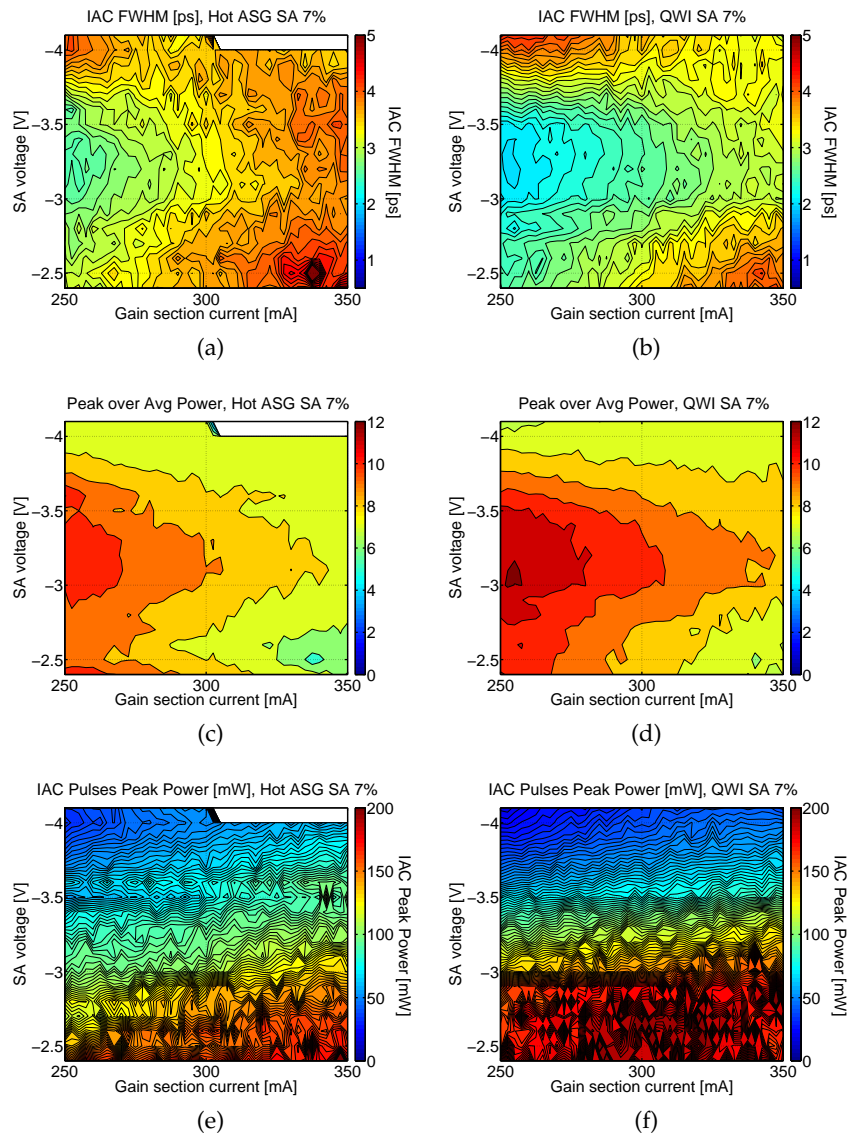 IAC FWHM [ps], Hot ASG SA 7%
SA voltage [V]
−4
−3.5
−3
−2.5
250
300
350
Gain section current [mA]
5
4
3
2
1
IAC FWHM [ps]
(a)
IAC FWHM [ps], QWI SA 7%
SA voltage [V]
−4
−3.5
−3
−2.5
250
300
350
Gain section current [mA]
5
4
3
2
1
IAC FWHM [ps]
(b)
Peak over Avg Power, Hot ASG SA 7%
SA voltage [V]
−4
−3.5
−3
−2.5
250
300
350
Gain section current [mA]
12
10
8
6
4
2
0
(c)
Peak over Avg Power, QWI SA 7%
SA voltage [V]
−4
−3.5
−3
−2.5
250
300
350
Gain section current [mA]
12
10
8
6
4
2
0
(d)
IAC Pulses Peak Power [mW], Hot ASG SA 7%
SA voltage [V]
−4
−3.5
−3
−2.5
250
300
350
Gain section current [mA]
200
150
100
50
0
IAC Peak Power [mW]
(e)
IAC Pulses Peak Power [mW], QWI SA 7%
SA voltage [V]
−4
−3.5
−3
−2.5
250
300
350
Gain section current [mA]
200
150
100
50
0
IAC Peak Power [mW]
(f)